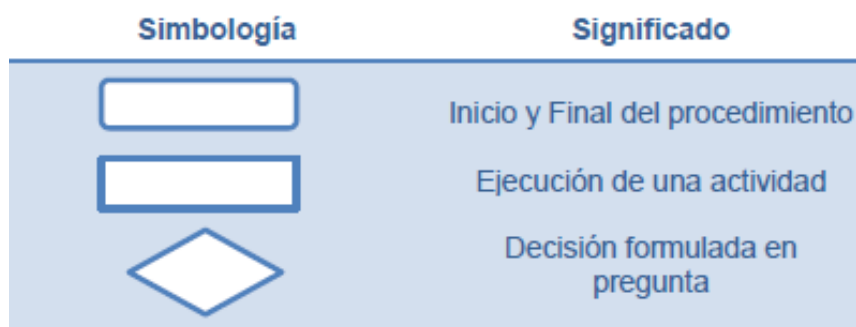 Simbología Significado
Inicio y Final del procedimiento
Ejecución de una actividad
Decisión formulada en
pregunta